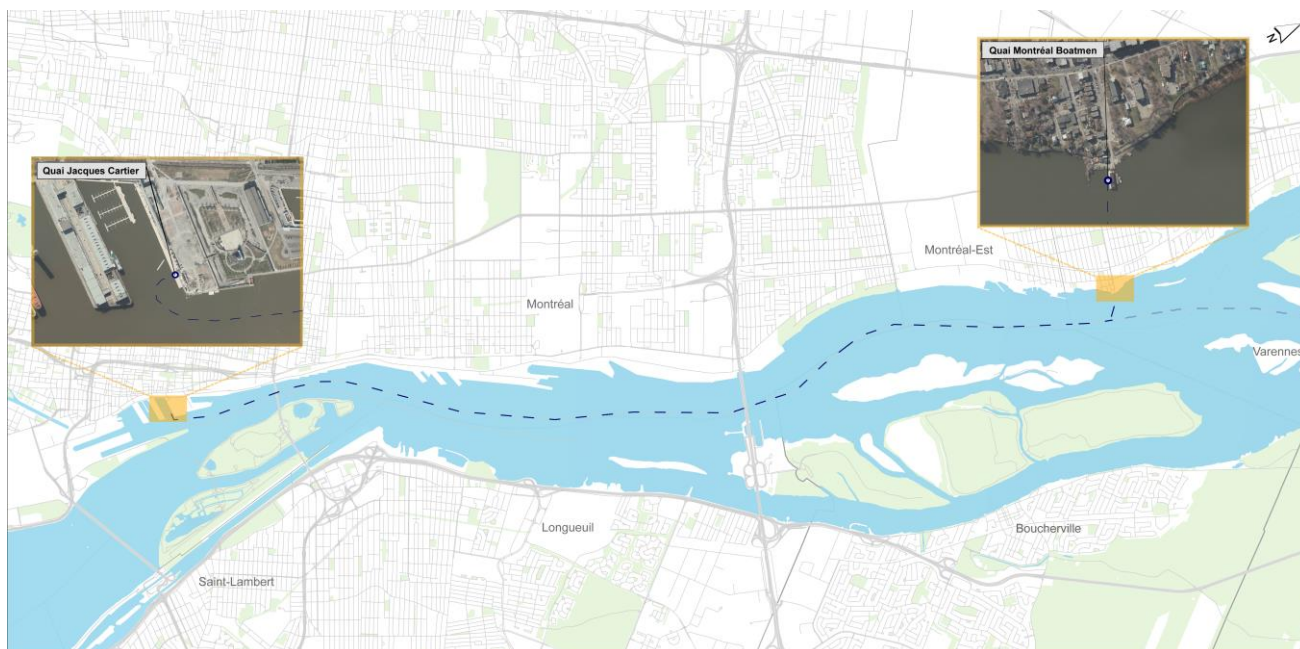 Quai Montréal Boatmen
N
Quai Jacques Cartier
Montréal-Est
Montréal
Varennes
Longueuil
Boucherville
Saint-Lambert